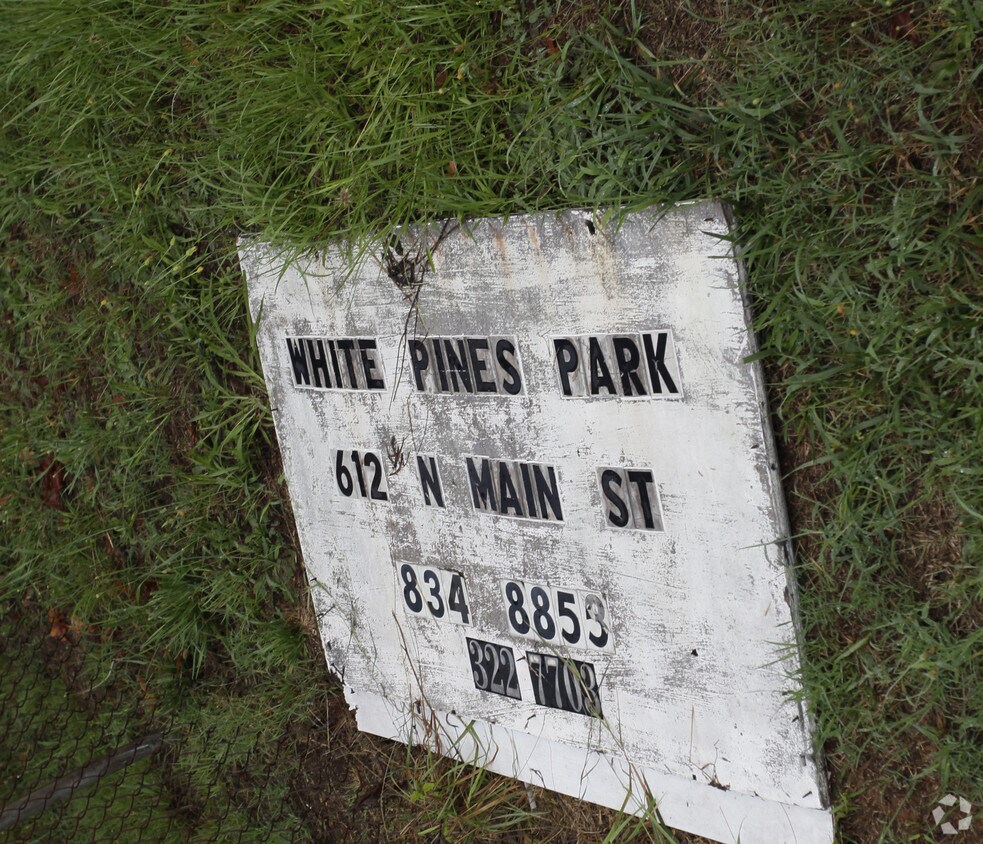 WHITE PINES PARK
612 N MAIN ST
834 8853
322 7703